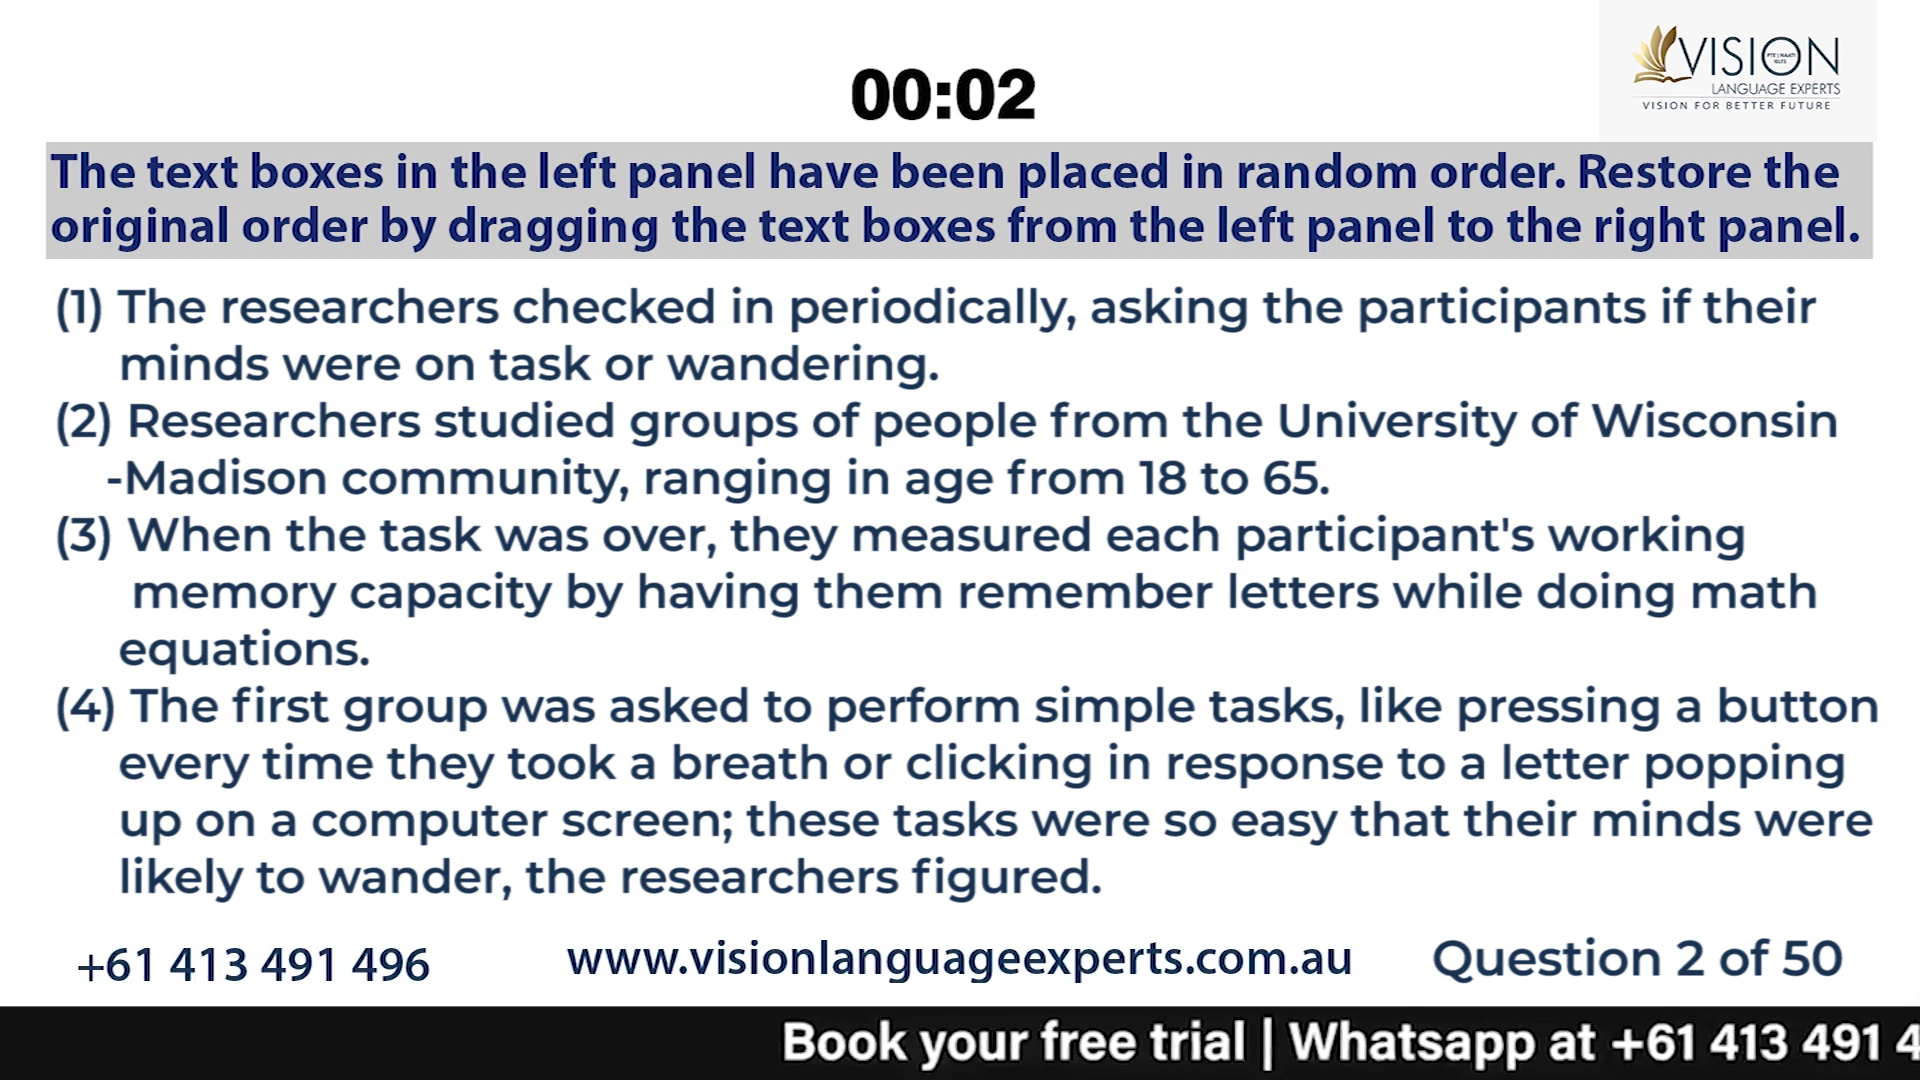 00:02
VISION
PTE | NAATI
IELTS
LANGUAGE EXPERTS
VISION FOR BETTER FUTURE
The text boxes in the left panel have been placed in random order. Restore the
original order by dragging the text boxes from the left panel to the right panel.
(1) The researchers checked in periodically, asking the participants if their
minds were on task or wandering.
(2) Researchers studied groups of people from the University of Wisconsin
-Madison community, ranging in age from 18 to 65.
(3) When the task was over, they measured each participant's working
memory capacity by having them remember letters while doing math
equations.
(4) The first group was asked to perform simple tasks, like pressing a button
every time they took a breath or clicking in response to a letter popping
up on a computer screen; these tasks were so easy that their minds were
likely to wander, the researchers figured.
+61 413 491 496
www.visionlanguageexperts.com.au
Question 2 of 50
Book your free trial | Whatsapp at +61 413 491 4